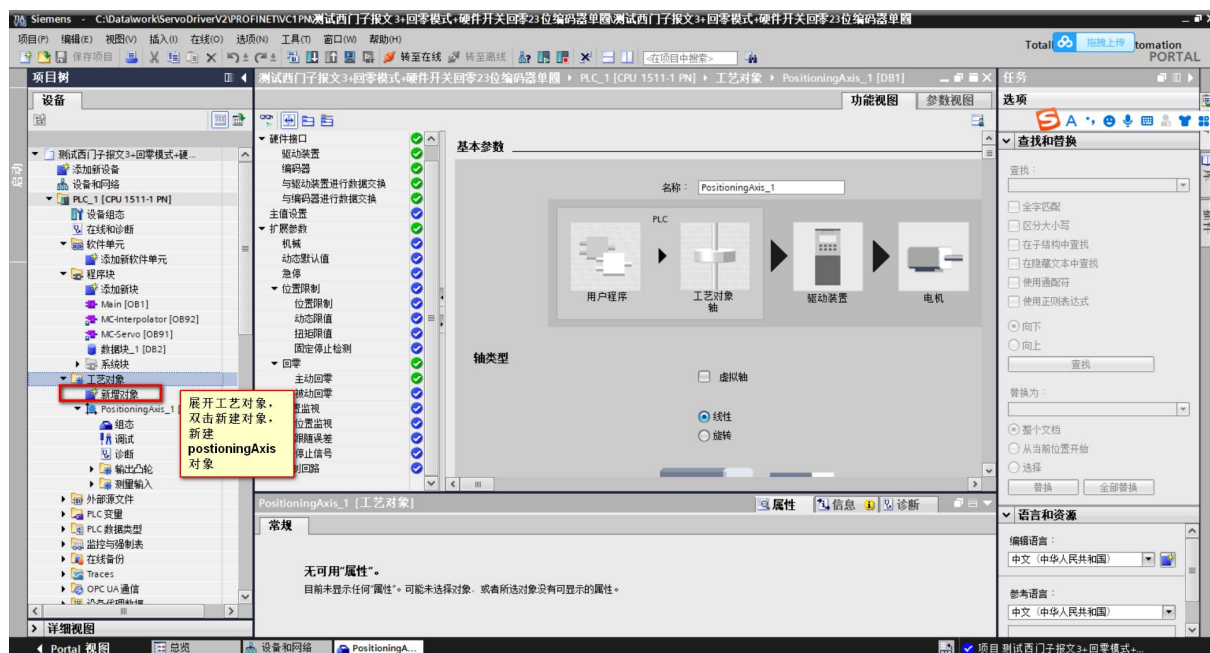 Siemens - C:\Data\work\ServoDriverV2\PROFINET\VC1 PN\测试西门子报文3+回零模式+硬件开关回零23位编码器单圈\测试西门子报文3+回零模式+硬件开关回零23位编码器单圈
项目(P) 编辑(E) 视图(V) 插入(I) 在线(O) 选项(N) 工具(T) 窗口(W) 帮助(H)
拖拽上传
PORTAL
保存项目 转至在线 转至离线 <在项目中搜索>
项目树
设备
启动
测试西门子报文3+回零模式+硬...
添加新设备
设备和网络
PLC_1 [CPU 1511-1 PN]
设备组态
在线和诊断
软件单元
添加新软件单元
程序块
添加新块
Main [OB1]
MC-Interpolator [OB92]
MC-Servo [OB91]
数据块_1 [DB2]
系统块
工艺对象
新增对象
PositioningAxis_1
组态
调试
诊断
输出凸轮
测量输入
外部源文件
PLC 变量
PLC 数据类型
监控与强制表
在线备份
Traces
OPC UA 通信
详细视图
展开工艺对象，
双击新建对象，
新建
postioningAxis
对象
测试西门子报文3+回零模式+硬件开关回零23位编码器单圈 PLC_1 [CPU 1511-1 PN] 工艺对象 PositioningAxis_1 [DB1]
功能视图 参数视图
硬件接口
驱动装置
编码器
与驱动装置进行数据交换
与编码器进行数据交换
主值设置
扩展参数
机械
动态默认值
急停
位置限制
位置限制
动态限值
扭矩限值
固定停止检测
回零
主动回零
被动回零
基本参数
名称： PositioningAxis_1
PLC
用户程序
工艺对象
轴
驱动装置
电机
轴类型
虚拟轴
线性
旋转
PositioningAxis_1 [工艺对象]
属性 信息 诊断
常规
无可用“属性”。
目前未显示任何“属性”。可能未选择对象，或者所选对象没有可显示的属性。
任务
选项
查找和替换
查找：
全字匹配
区分大小写
在子结构中查找
在隐藏文本中查找
使用通配符
使用正则表达式
向下
向上
查找
替换为：
整个文档
从当前位置开始
选择
替换 全部替换
语言和资源
编辑语言：
中文（中华人民共和国）
参考语言：
中文（中华人民共和国）
Portal 视图 总览 设备和网络 PositioningA... 项目 测试西门子报文3+回零模式+...